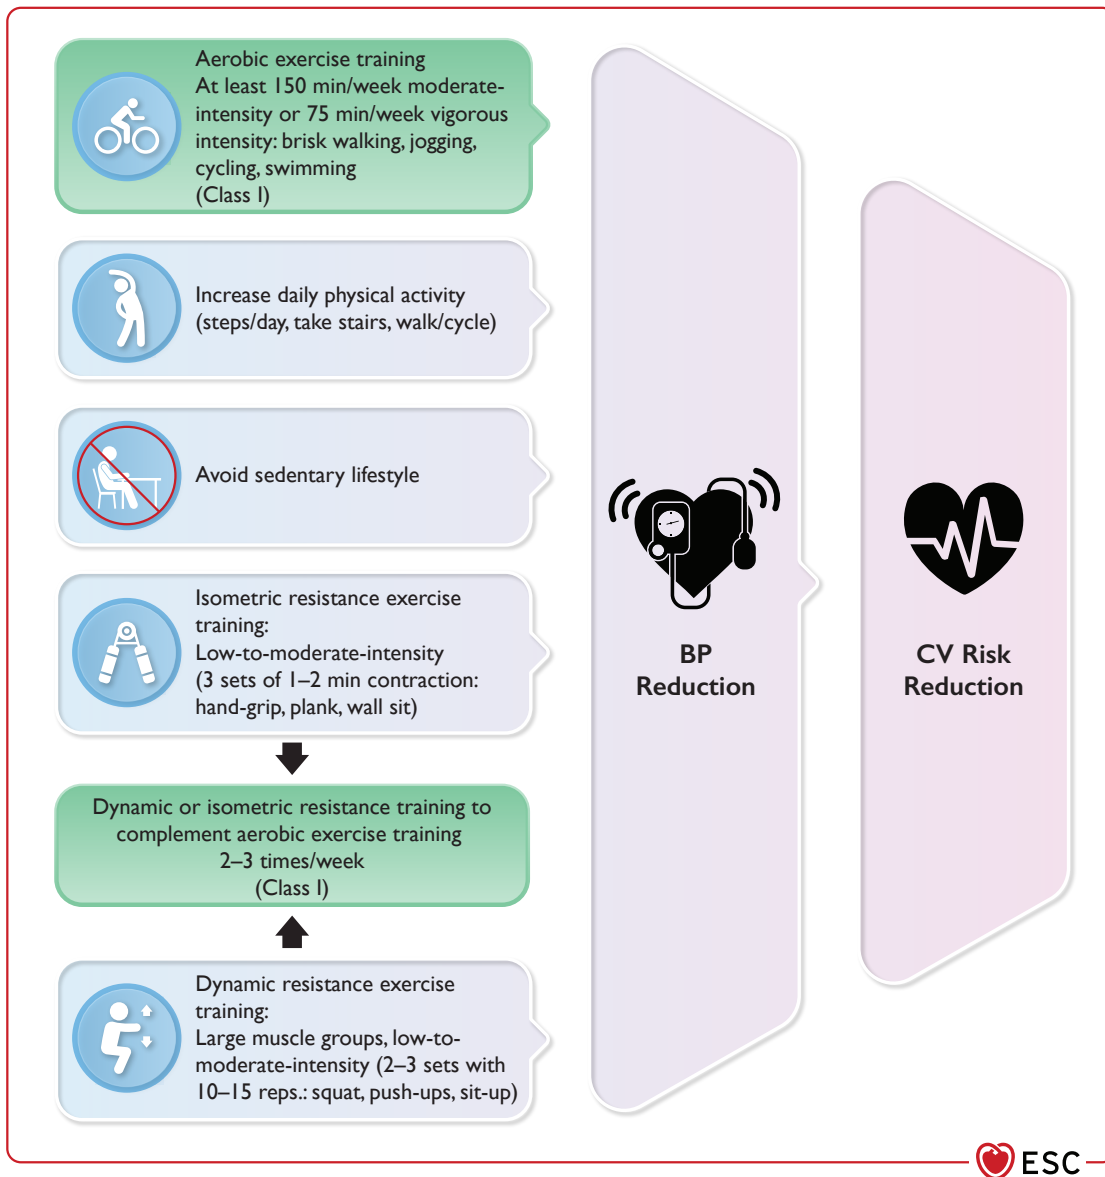 Aerobic exercise training
At least 150 min/week moderate-
intensity or 75 min/week vigorous
intensity: brisk walking, jogging,
cycling, swimming
(Class I)
Increase daily physical activity
(steps/day, take stairs, walk/cycle)
Avoid sedentary lifestyle
Isometric resistance exercise
training:
Low-to-moderate-intensity
(3 sets of 1–2 min contraction:
hand-grip, plank, wall sit)
Dynamic or isometric resistance training to
complement aerobic exercise training
2–3 times/week
(Class I)
Dynamic resistance exercise
training:
Large muscle groups, low-to-
moderate-intensity (2–3 sets with
10–15 reps.: squat, push-ups, sit-up)
BP
Reduction
CV Risk
Reduction
ESC